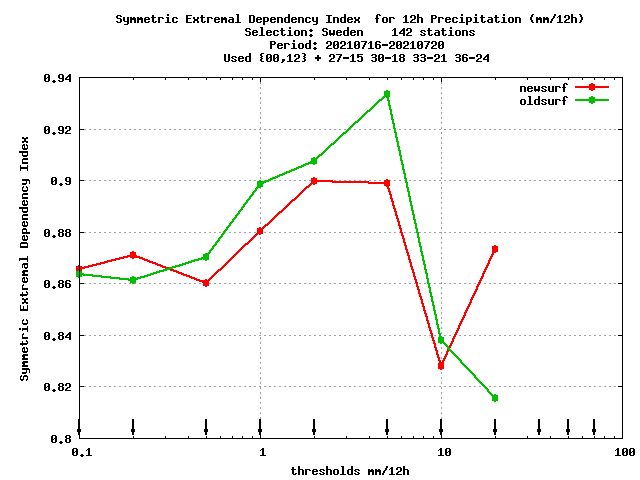 Symmetric Extremal Dependency Index  for 12h Precipitation (mm/12h)
Selection: Sweden    142 stations
Period: 20210716-20210720
Used {00,12} + 27-15 30-18 33-21 36-24
newsurf
oldsurf
Symmetric Extremal Dependency Index
0.94
0.92
0.9
0.88
0.86
0.84
0.82
0.8
0.1
1
10
100
thresholds mm/12h